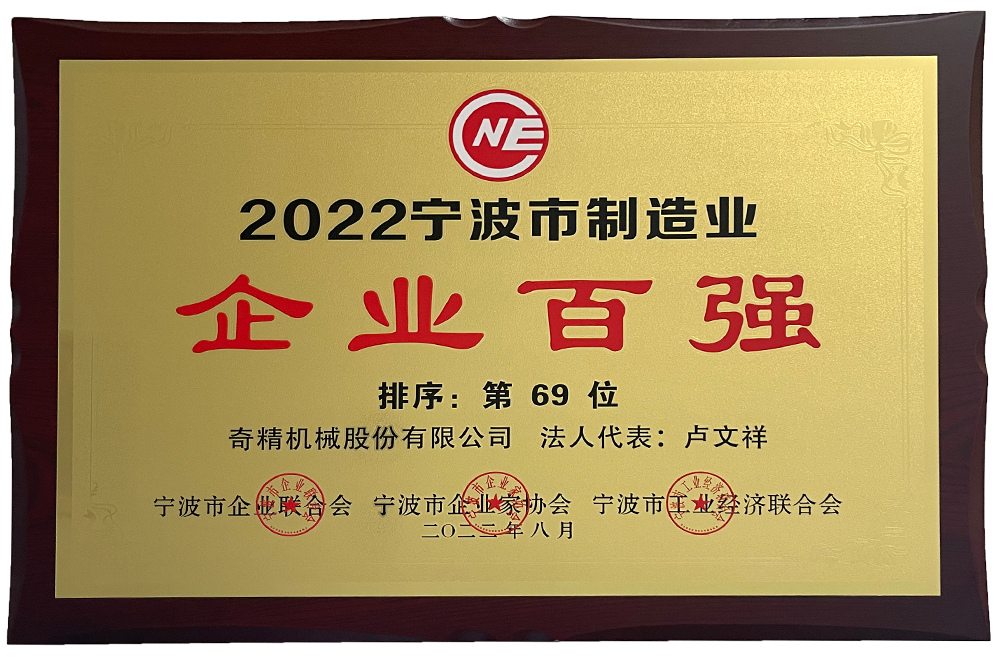 CNE
2022宁波市制造业
企业百强
排序：第 69 位
奇精机械股份有限公司 法人代表：卢文祥
宁波市企业联合会 宁波市企业家协会 宁波市工业经济联合会
二〇二二年八月